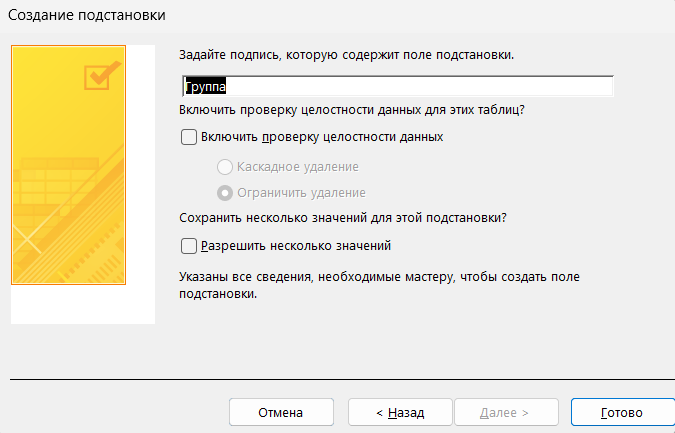 Создание подстановки
Задайте подпись, которую содержит поле подстановки.
Группа
Включить проверку целостности данных для этих таблиц?
Включить проверку целостности данных
Каскадное удаление
Ограничить удаление
Сохранить несколько значений для этой подстановки?
Разрешить несколько значений
Указаны все сведения, необходимые мастеру, чтобы создать поле
подстановки.
Отмена < Назад Далее > Готово